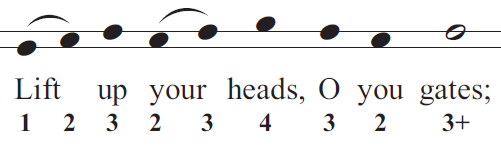 Lift up your heads, O you gates;
1 2 3 2 3 4 3 2 3+